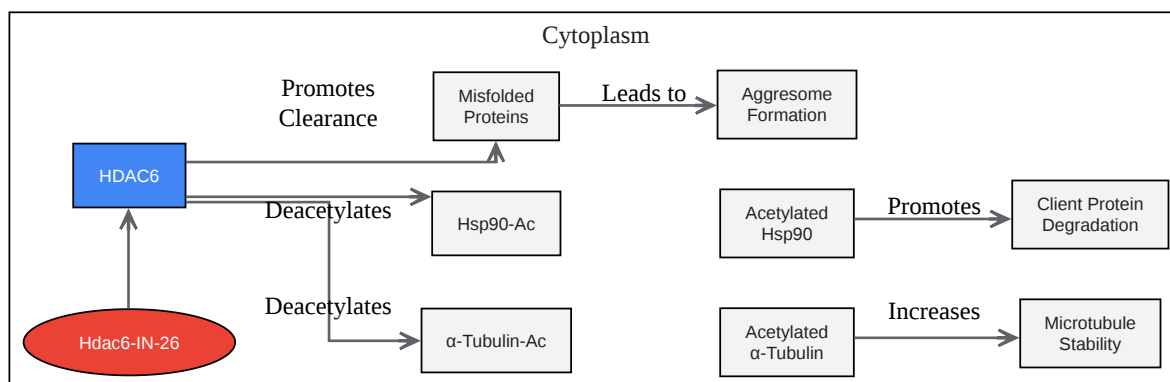 Cytoplasm
Promotes
Clearance
Misfolded
Proteins
Leads to
Aggresome
Formation
HDAC6
Deacetylates
Hsp90-Ac
Acetylated
Hsp90
Promotes
Client Protein
Degradation
Hdac6-IN-26
Deacetylates
α-Tubulin-Ac
Acetylated
α-Tubulin
Increases
Microtubule
Stability